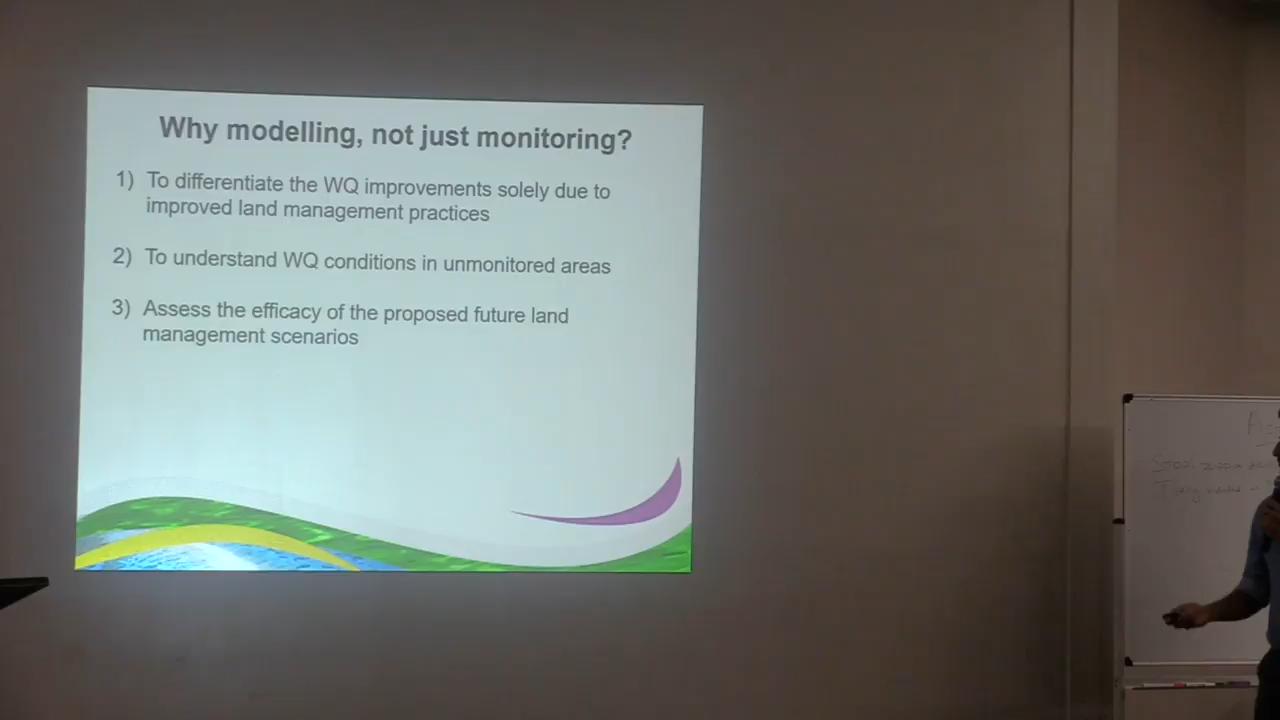 Why modelling, not just monitoring?
1) To differentiate the WQ improvements solely due to
improved land management practices
2) To understand WQ conditions in unmonitored areas
3) Assess the efficacy of the proposed future land
management scenarios